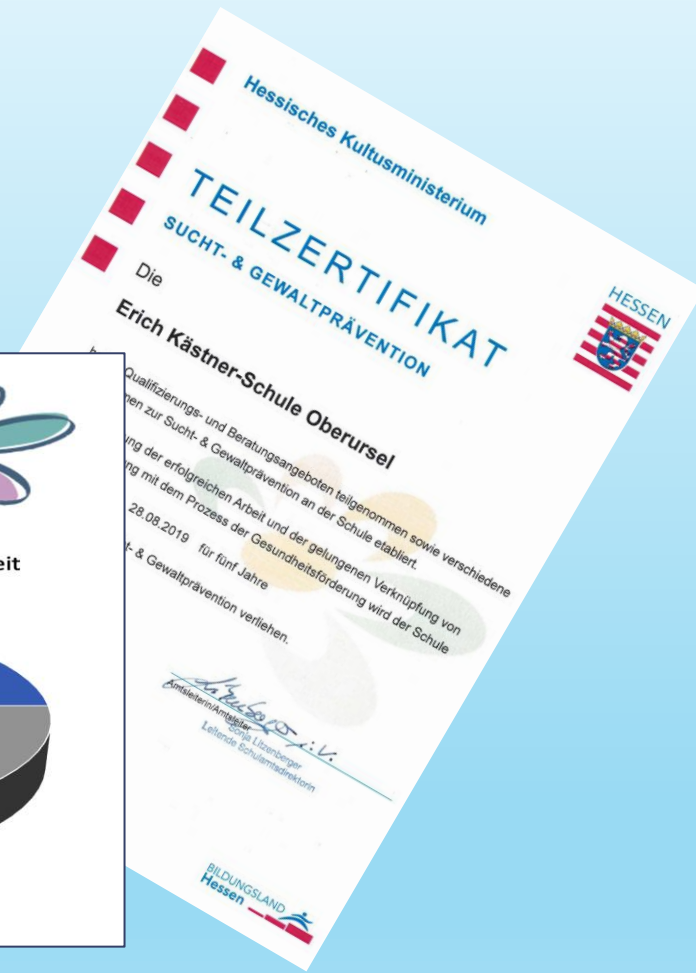 Hessisches Kultusministerium
TEILZERTIFIKAT
SUCHT- & GEWALTPRÄVENTION
HESSEN
Die
Erich Kästner-Schule Oberursel
Qualifizierungs- und Beratungsangeboten teilgenommen sowie verschiedene
zur Sucht- & Gewaltprävention an der Schule etabliert.
der erfolgreichen Arbeit und der gelungenen Verknüpfung von
mit dem Prozess der Gesundheitsförderung wird der Schule
28.08.2019 für fünf Jahre
& Gewaltprävention verliehen.
i.V.
Amtsleiterin/Amtsleiter
Sonja Litzenberger
Leitende Schulamtsdirektorin
BILDUNGSLAND
Hessen
eit